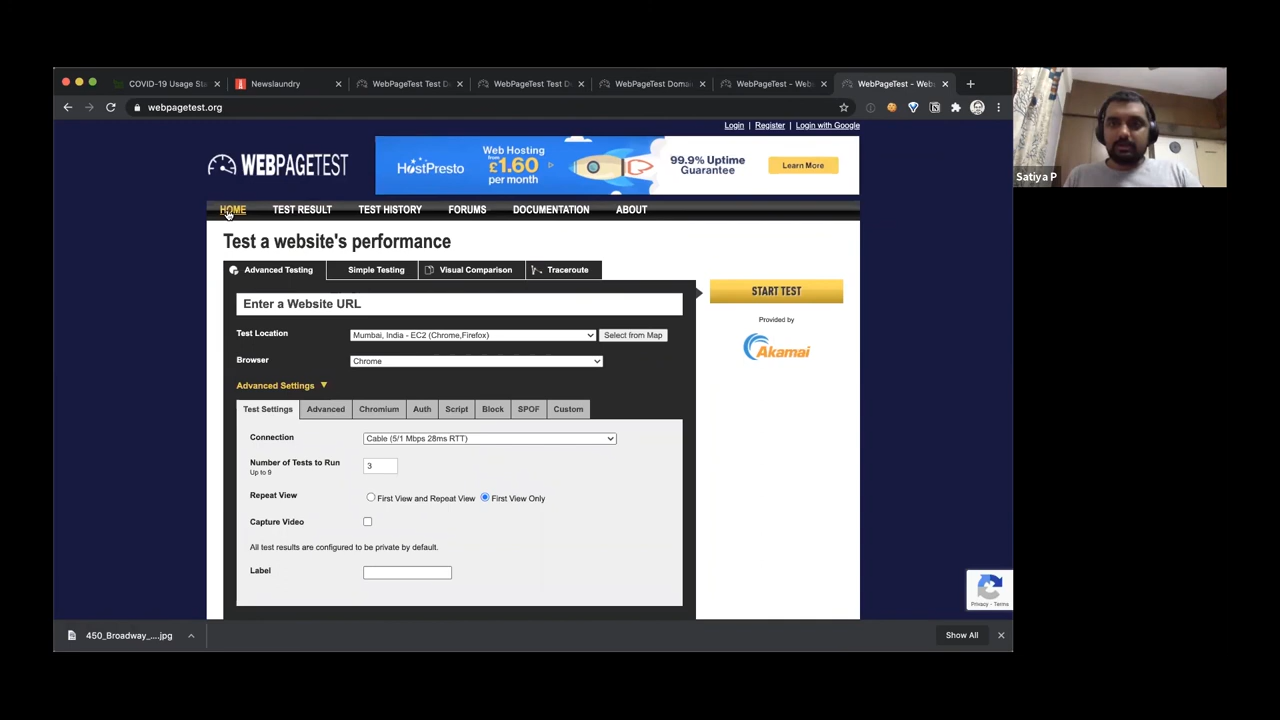 COVID-19 Usage Sta
Newslaundry
WebPageTest Test D
WebPageTest Test D
WebPageTest Domai
WebPageTest - Webs
WebPageTest - Webs
webpagetest.org
Login | Register | Login with Google
WEBPAGETEST
HostPresto
Web Hosting
from
£1.60
per month
99.9% Uptime
Guarantee
Learn More
Satiya P
HOME TEST RESULT TEST HISTORY FORUMS DOCUMENTATION ABOUT
Test a website's performance
Advanced Testing Simple Testing Visual Comparison Traceroute
Enter a Website URL
START TEST
Provided by
Akamai
Test Location Mumbai, India - EC2 (Chrome,Firefox) Select from Map
Browser Chrome
Advanced Settings ▼
Test Settings Advanced Chromium Auth Script Block SPOF Custom
Connection Cable (5/1 Mbps 28ms RTT)
Number of Tests to Run 3
Up to 9
Repeat View First View and Repeat View First View Only
Capture Video
All test results are configured to be private by default.
Label
Privacy - Terms
450_Broadway_....jpg
Show All